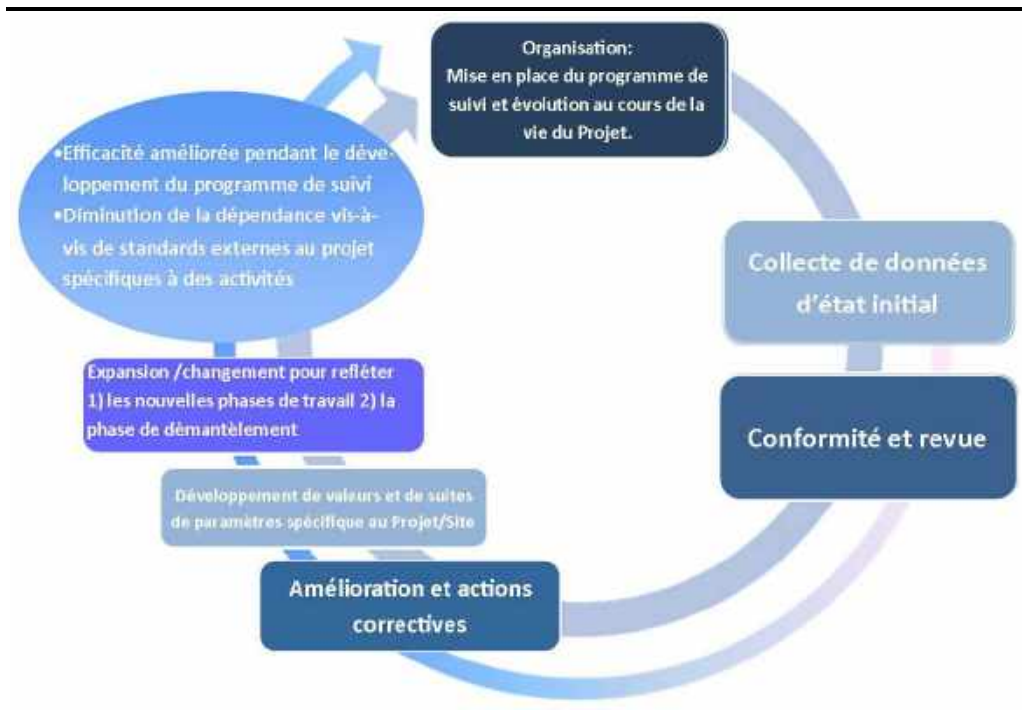 Organisation:
Mise en place du programme de
suivi et évolution au cours de la
vie du Projet.
Collecte de données
d'état initial
Conformité et revue
Amélioration et actions
correctives
Développement de valeurs et de suites
de paramètres spécifique au Projet/Site
Expansion /changement pour refléter
1) les nouvelles phases de travail 2) la
phase de dèmantèlement
•Efficacité améliorée pendant le déve-
loppement du programme de suivi
•Diminution de la dépendance vis-à-
vis de standards externes au projet
spécifiques à des activités